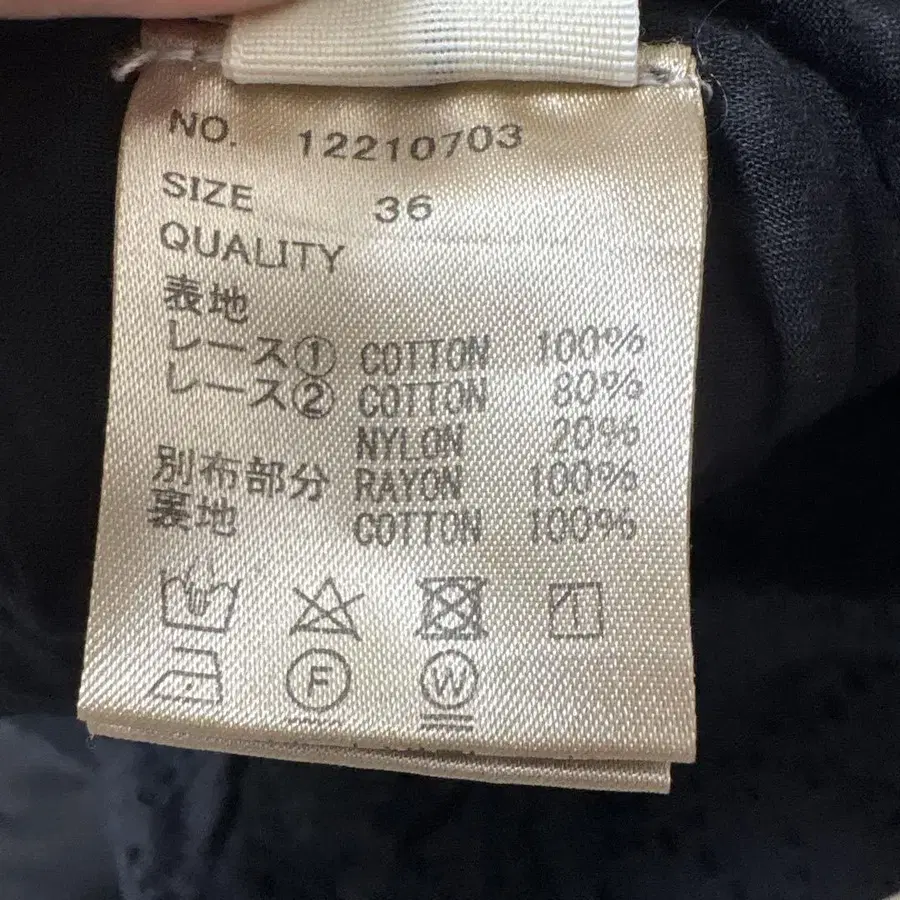 NO. 12210703
SIZE 36
QUALITY
表地
レース① COTTON 100%
レース② COTTON 80%
NYLON 20%
別布部分 RAYON 100%
裏地 COTTON 100%
F
W